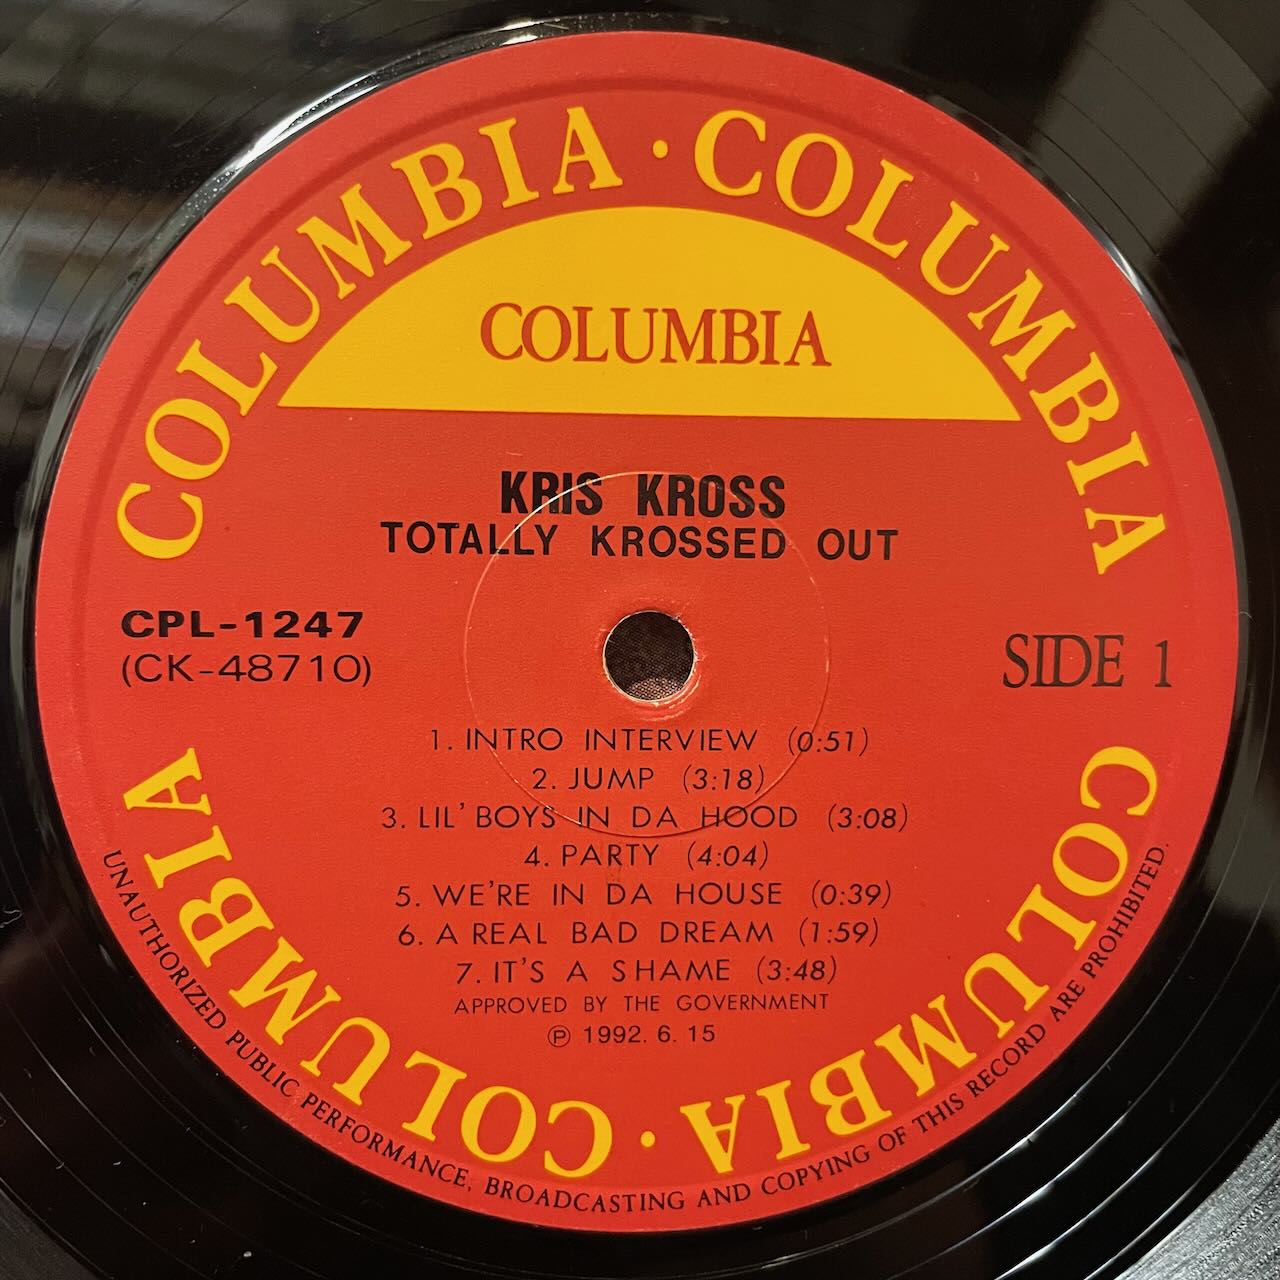 COLUMBIA · COLUMBIA
COLUMBIA
KRIS KROSS
TOTALLY KROSSED OUT
CPL-1247
(CK-48710)
SIDE 1
1. INTRO INTERVIEW (0:51)
2. JUMP (3:18)
3. LIL' BOYS IN DA HOOD (3:08)
4. PARTY (4:04)
5. WE'RE IN DA HOUSE (0:39)
6. A REAL BAD DREAM (1:59)
7. IT'S A SHAME (3:48)
APPROVED BY THE GOVERNMENT
℗ 1992. 6. 15
COLUMBIA · COLUMBIA
UNAUTHORIZED PUBLIC PERFORMANCE, BROADCASTING AND COPYING OF THIS RECORD ARE PROHIBITED.